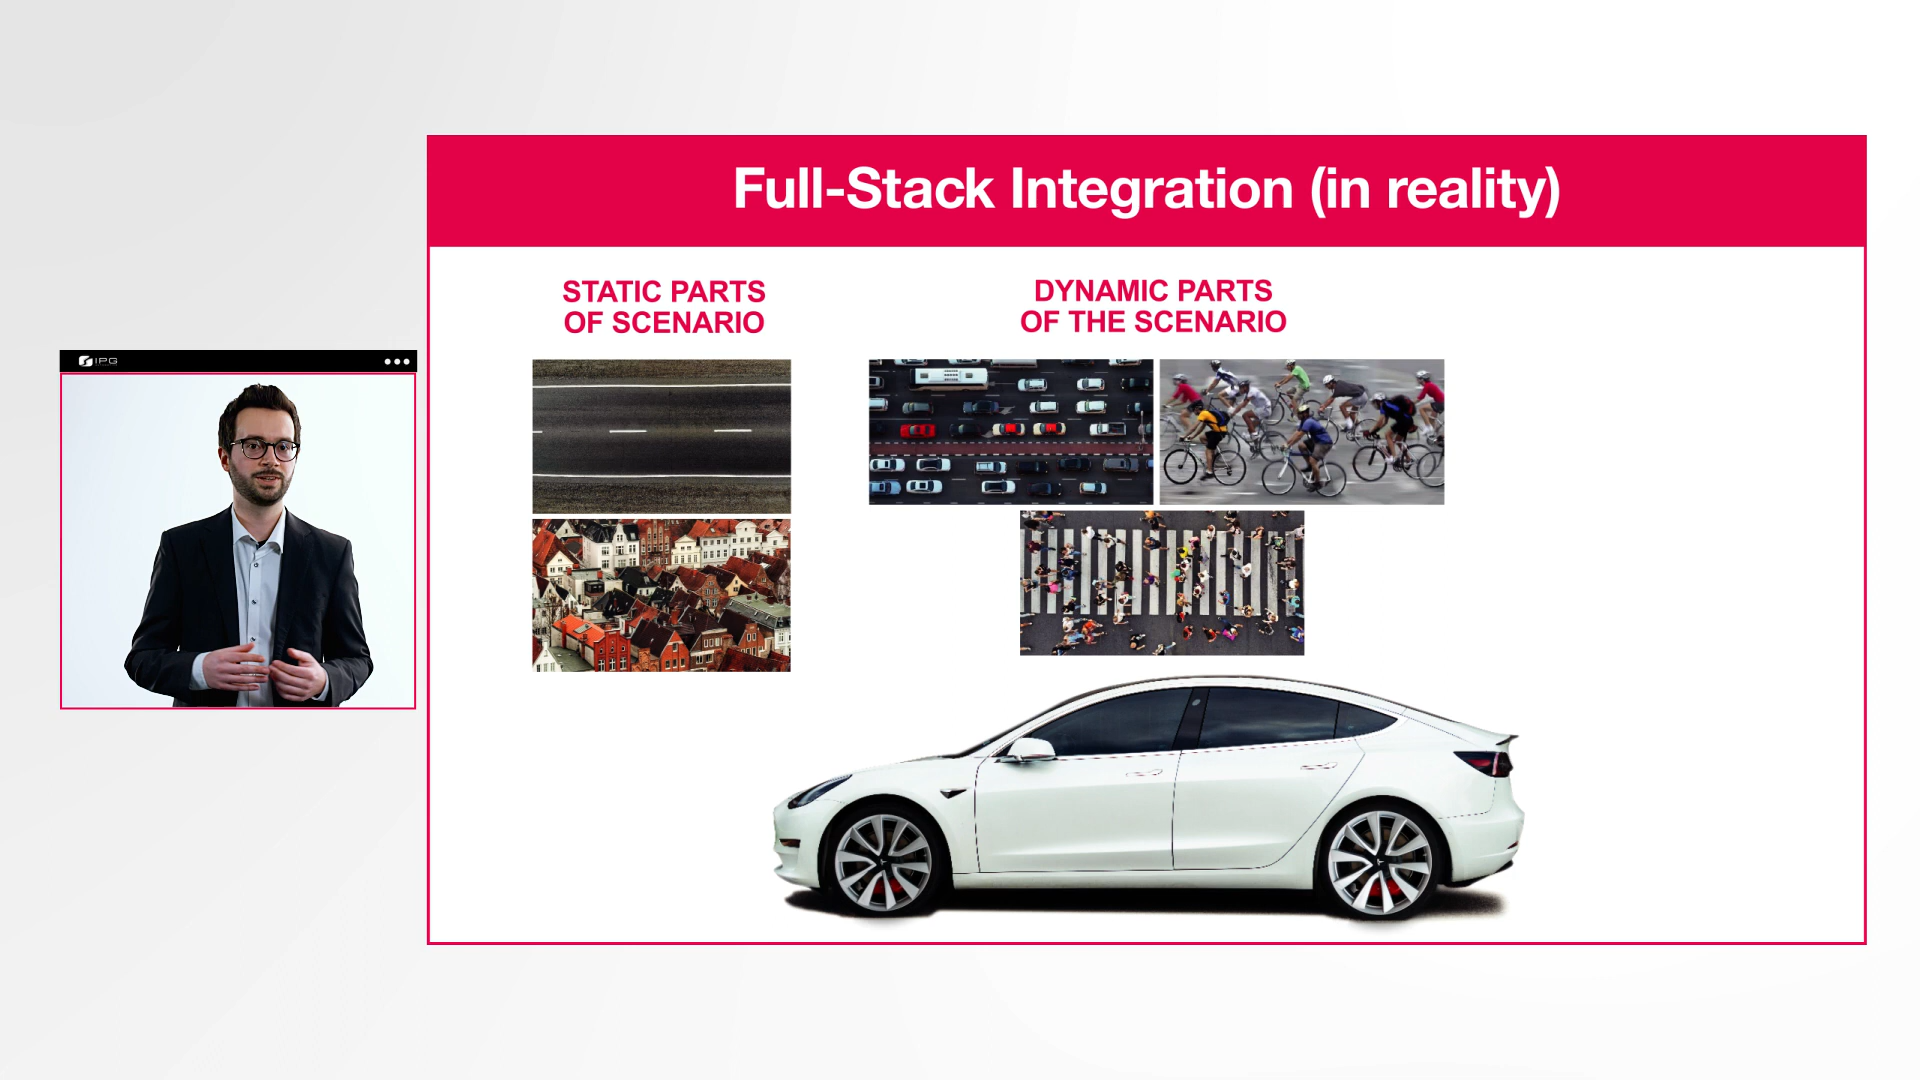 IPG
Full-Stack Integration (in reality)
STATIC PARTS
OF SCENARIO
DYNAMIC PARTS
OF THE SCENARIO